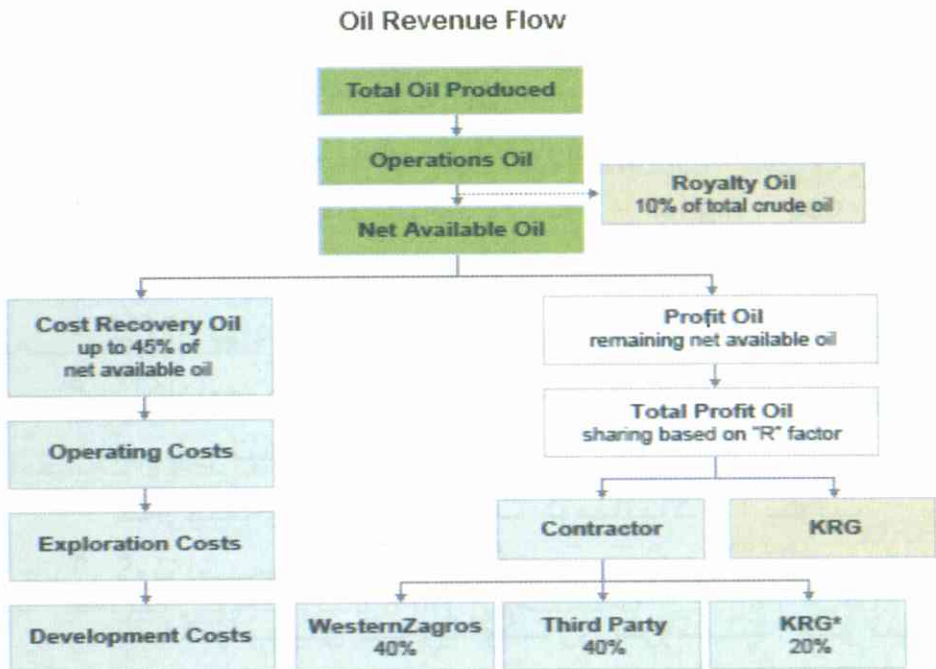 Oil Revenue Flow
Total Oil Produced
Operations Oil
Royalty Oil
10% of total crude oil
Net Available Oil
Cost Recovery Oil
up to 45% of
net available oil
Profit Oil
remaining net available oil
Total Profit Oil
sharing based on "R" factor
Operating Costs
Contractor
KRG
Exploration Costs
Development Costs
WesternZagros
40%
Third Party
40%
KRG*
20%